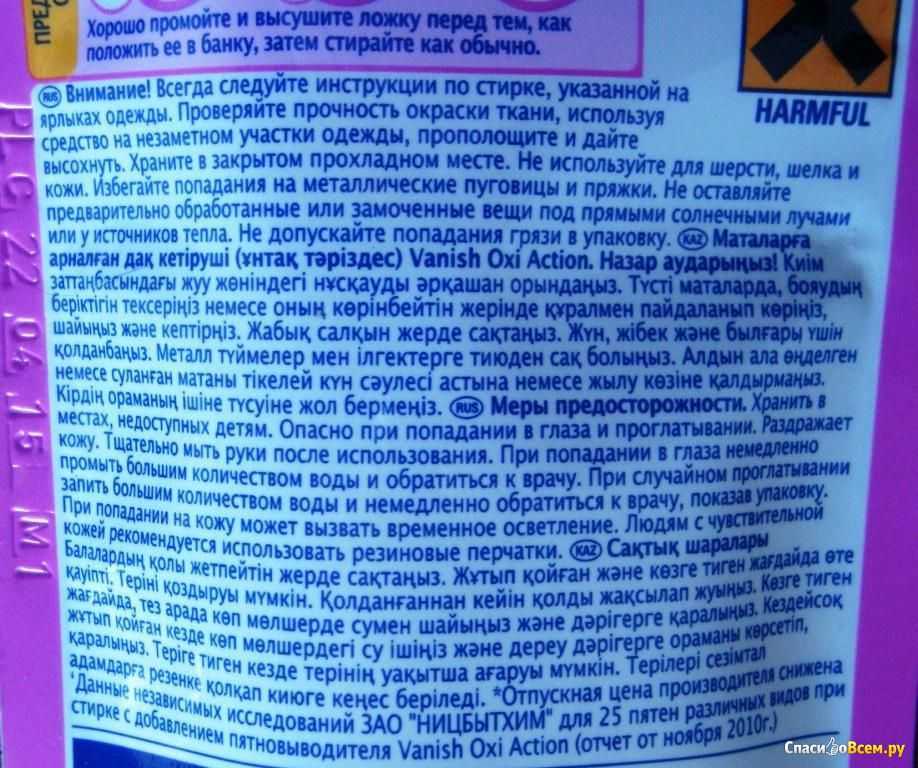 Хорошо промойте и высушите ложку перед тем, как
положить ее в банку, затем стирайте как обычно.
HARMFUL
RUS Внимание! Всегда следуйте инструкции по стирке, указанной на
ярлыках одежды. Проверяйте прочность окраски ткани, используя
средство на незаметном участки одежды, прополощите и дайте
высохнуть. Храните в закрытом прохладном месте. Не используйте для шерсти, шелка и
кожи. Избегайте попадания на металлические пуговицы и пряжки. Не оставляйте
предварительно обработанные или замоченные вещи под прямыми солнечными лучами
или у источников тепла. Не допускайте попадания грязи в упаковку. KAZ Маталарға
арналған дақ кетіруші (ұнтақ тәріздес) Vanish Oxi Action. Назар аударыңыз! Киім
заттаңбасындағы жуу жөніндегі нұсқауды әрқашан орындаңыз. Түсті маталарда, бояудың
беріктігін тексеріңіз немесе оның көрінбейтін жерінде құралмен пайдаланып көріңіз,
шайыңыз және кептірңіз. Жабық салқын жерде сақтаңыз. Жүн, жібек және былғары үшін
қолданбаңыз. Металл түймелер мен ілгектерге тиюден сақ болыңыз. Алдын ала өңделген
немесе суланған матаны тікелей күн сәулесі астына немесе жылу көзіне қалдырмаңыз.
Кірдің ораманың ішіне түсуіне жол бермеңіз. RUS Меры предосторожности. Хранить в
местах, недоступных детям. Опасно при попадании в глаза и проглатывании. Раздражает
кожу. Тщательно мыть руки после использования. При попадании в глаза немедленно
промыть большим количеством воды и обратиться к врачу. При случайном проглатывании
запить большим количеством воды и немедленно обратиться к врачу, показав упаковку.
При попадании на кожу может вызвать временное осветление. Людям с чувствительной
кожей рекомендуется использовать резиновые перчатки. KAZ Сақтық шаралары
Балалардың қолы жетпейтін жерде сақтаңыз. Жұтып қойған және көзге тиген жағдайда өте
қауіпті. Теріні қоздыруы мүмкін. Қолданғаннан кейін қолды жақсылап жуыңыз. Көзге тиген
жағдайда, тез арада көп мөлшерде сумен шайыңыз және дәрігерге қаралыңыз. Кездейсоқ
жұтып қойған кезде көп мөлшердегі су ішіңіз және дереу дәрігерге ораманы көрсетіп,
қаралыңыз. Теріге тиген кезде терінің уақытша ағаруы мүмкін. Терілері сезімтал
адамдарға резенке қолқап киюге кеңес беріледі. *Отпускная цена производителя снижена
'Данные независимых исследований ЗАО "НИЦБЫТХИМ" для 25 пятен различных видов при
стирке с добавлением пятновыводителя Vanish Oxi Action (отчет от ноября 2010г.)
PLC 22 04 15 M1
СпасибоВсем.ру